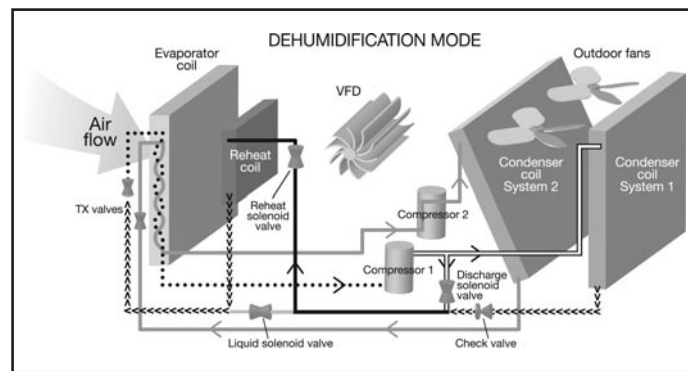 DEHUMIDIFICATION MODE
Evaporator
coil
Outdoor fans
VFD
Air
flow
Reheat
coil
Reheat
solenoid
valve
Condenser
coil
System 2
Condenser
coil
System 1
TX valves
Compressor 2
Compressor 1
Discharge
solenoid
valve
Liquid solenoid valve
Check valve